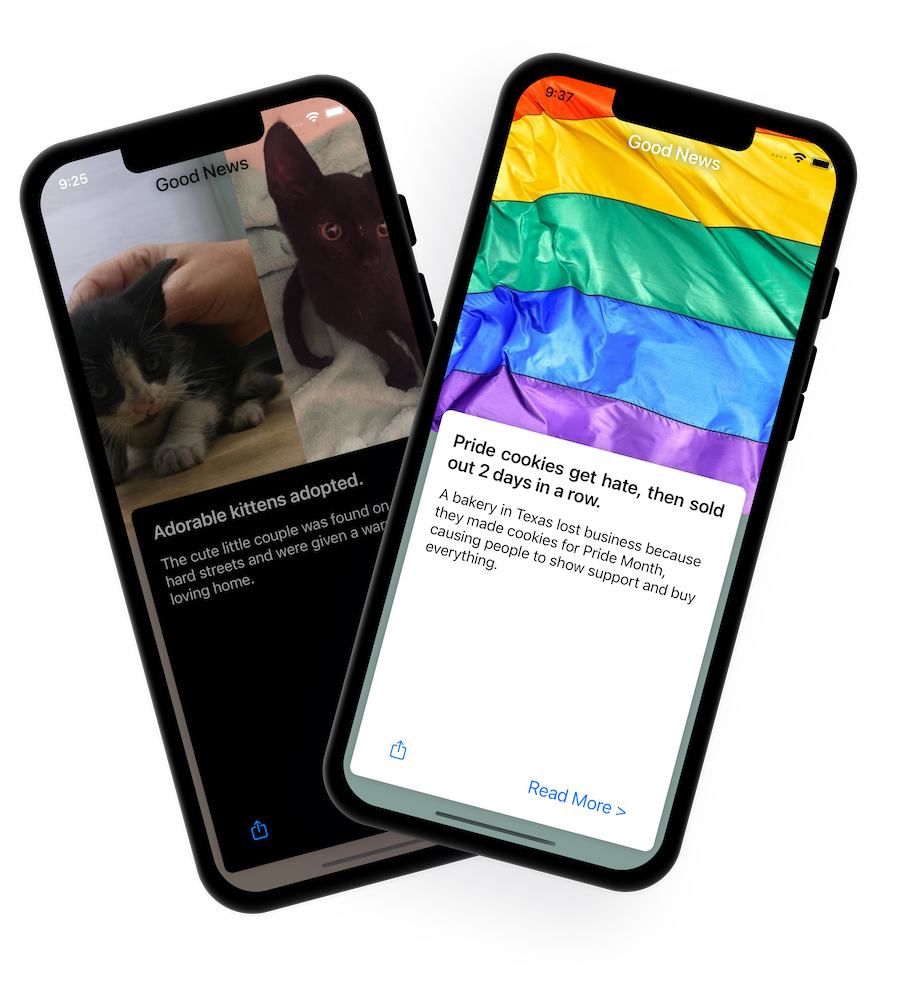 9:25
Good News
Adorable kittens adopted.
The cute little couple was found on
hard streets and were given a
loving home.
9:37
Good News
Pride cookies get hate, then sold
out 2 days in a row.
A bakery in Texas lost business because
they made cookies for Pride Month,
causing people to show support and buy
everything.
Read More >